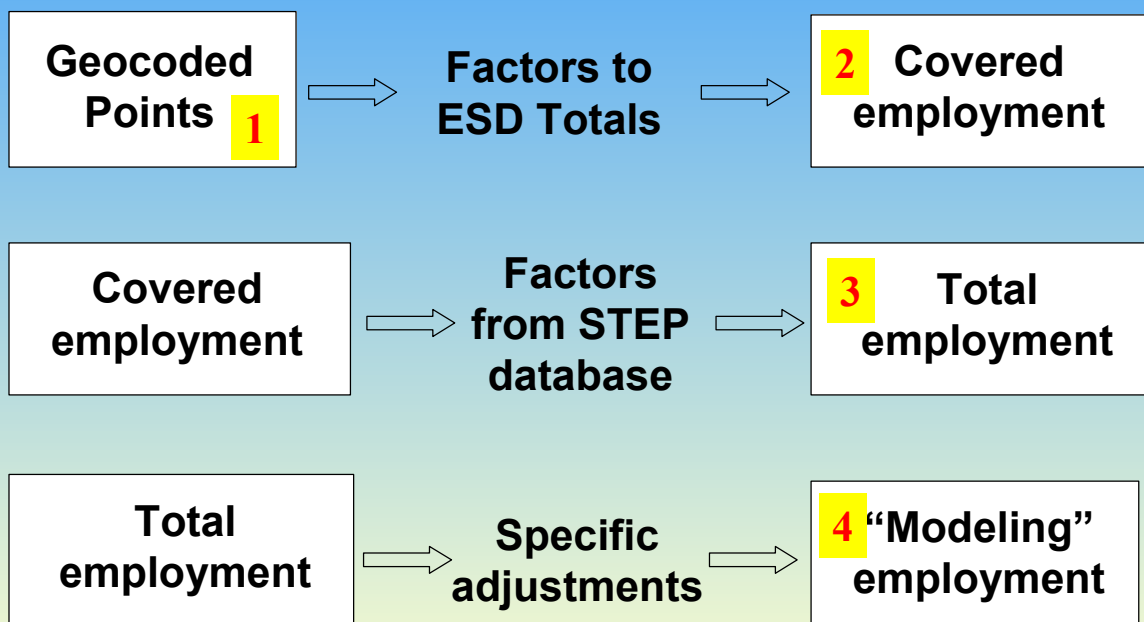 Geocoded
Points 1
Factors to
ESD Totals
2 Covered
employment
Covered
employment
Factors
from STEP
database
3 Total
employment
Total
employment
Specific
adjustments
4 “Modeling”
employment